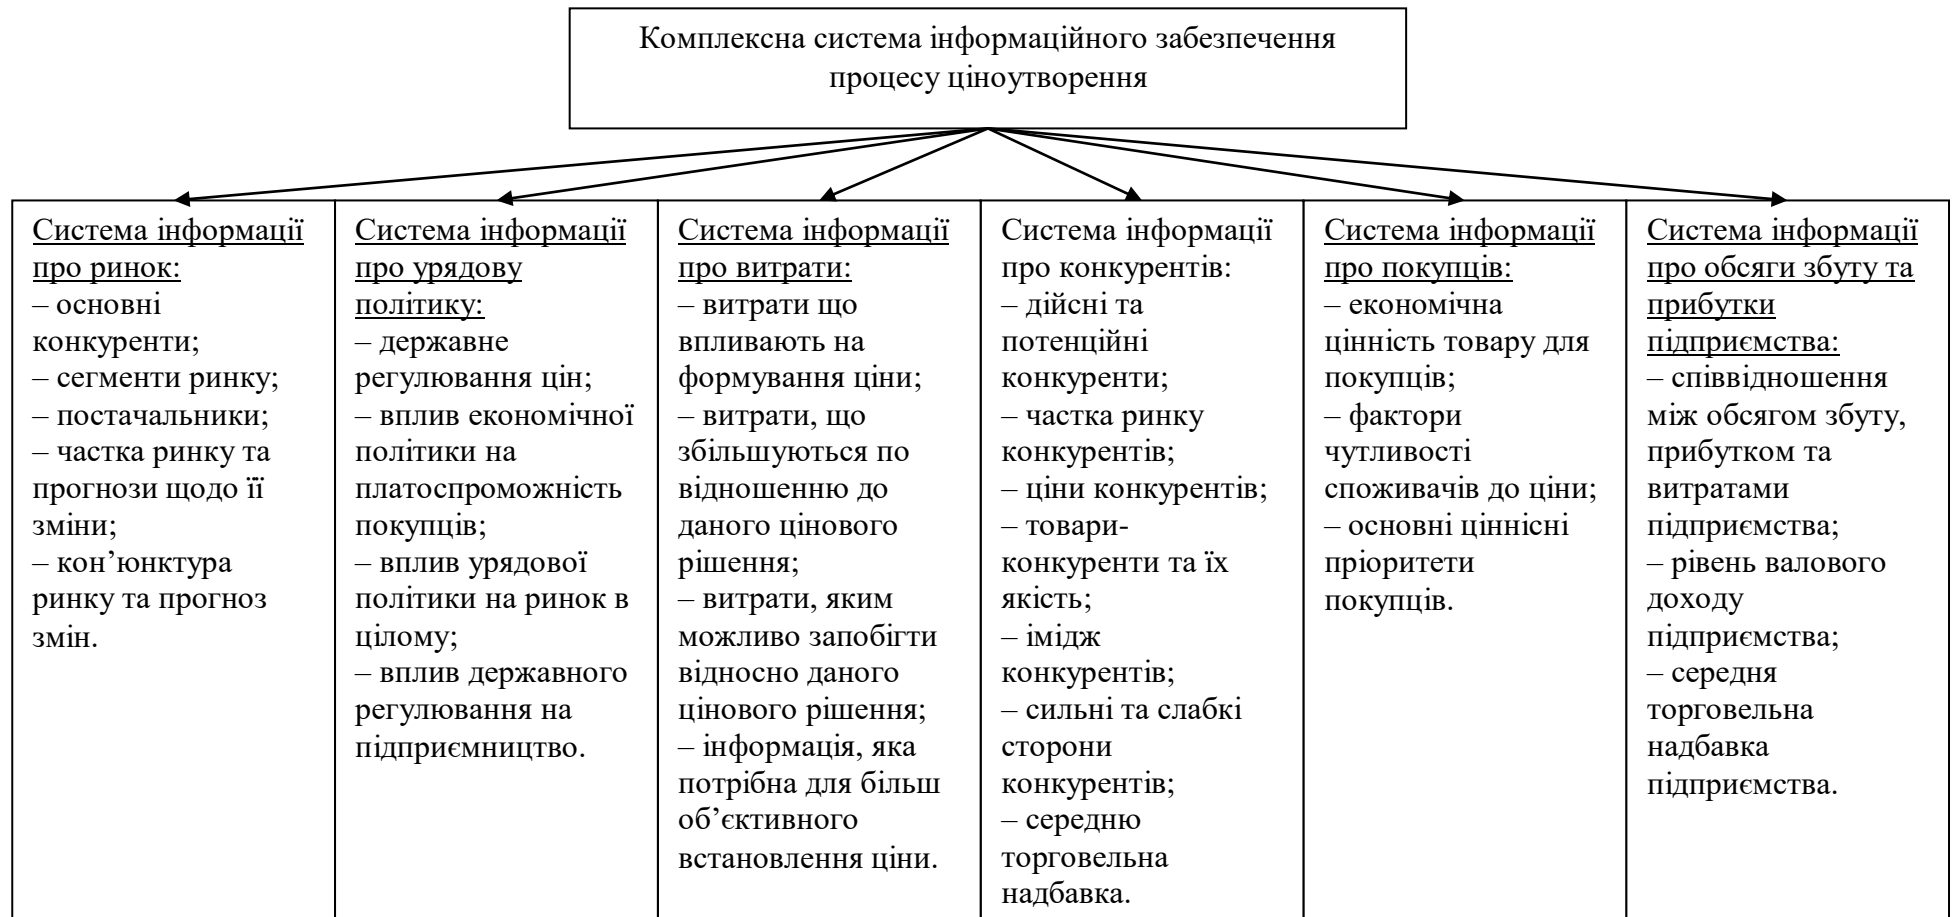 Комплексна система інформаційного забезпечення
процесу ціноутворення
Система інформації
про ринок:
– основні
конкуренти;
– сегменти ринку;
– постачальники;
– частка ринку та
прогнози щодо її
зміни;
– кон’юнктура
ринку та прогноз
змін.
Система інформації
про урядову
політику:
– державне
регулювання цін;
– вплив економічної
політики на
платоспроможність
покупців;
– вплив урядової
політики на ринок в
цілому;
– вплив державного
регулювання на
підприємництво.
Система інформації
про витрати:
– витрати що
впливають на
формування ціни;
– витрати, що
збільшуються по
відношенню до
даного цінового
рішення;
– витрати, яким
можливо запобігти
відносно даного
цінового рішення;
– інформація, яка
потрібна для більш
об’єктивного
встановлення ціни.
Система інформації
про конкурентів:
– дійсні та
потенційні
конкуренти;
– частка ринку
конкурентів;
– ціни конкурентів;
– товари-
конкуренти та їх
якість;
– імідж
конкурентів;
– сильні та слабкі
сторони
конкурентів;
– середню
торговельна
надбавка.
Система інформації
про покупців:
– економічна
цінність товару для
покупців;
– фактори
чутливості
споживачів до ціни;
– основні ціннісні
пріоритети
покупців.
Система інформації
про обсяги збуту та
прибутки
підприємства:
– співвідношення
між обсягом збуту,
прибутком та
витратами
підприємства;
– рівень валового
доходу
підприємства;
– середня
торговельна
надбавка
підприємства.